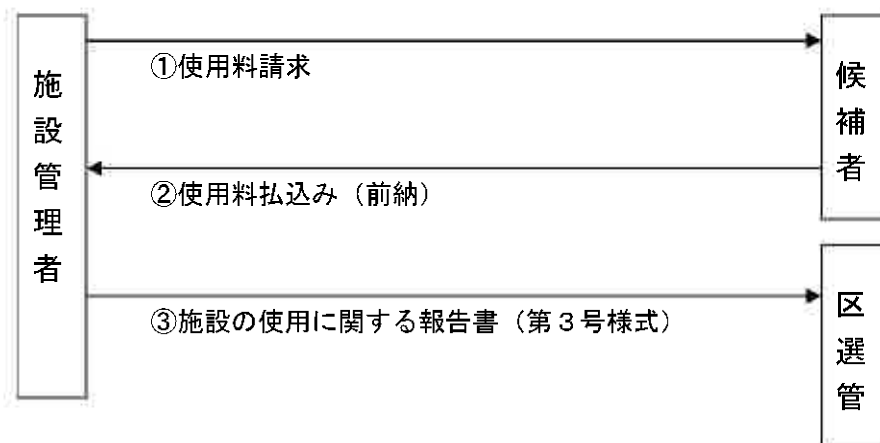 施設管理者
①使用料請求
候補者
②使用料払込み（前納）
③施設の使用に関する報告書（第３号様式）
区選管